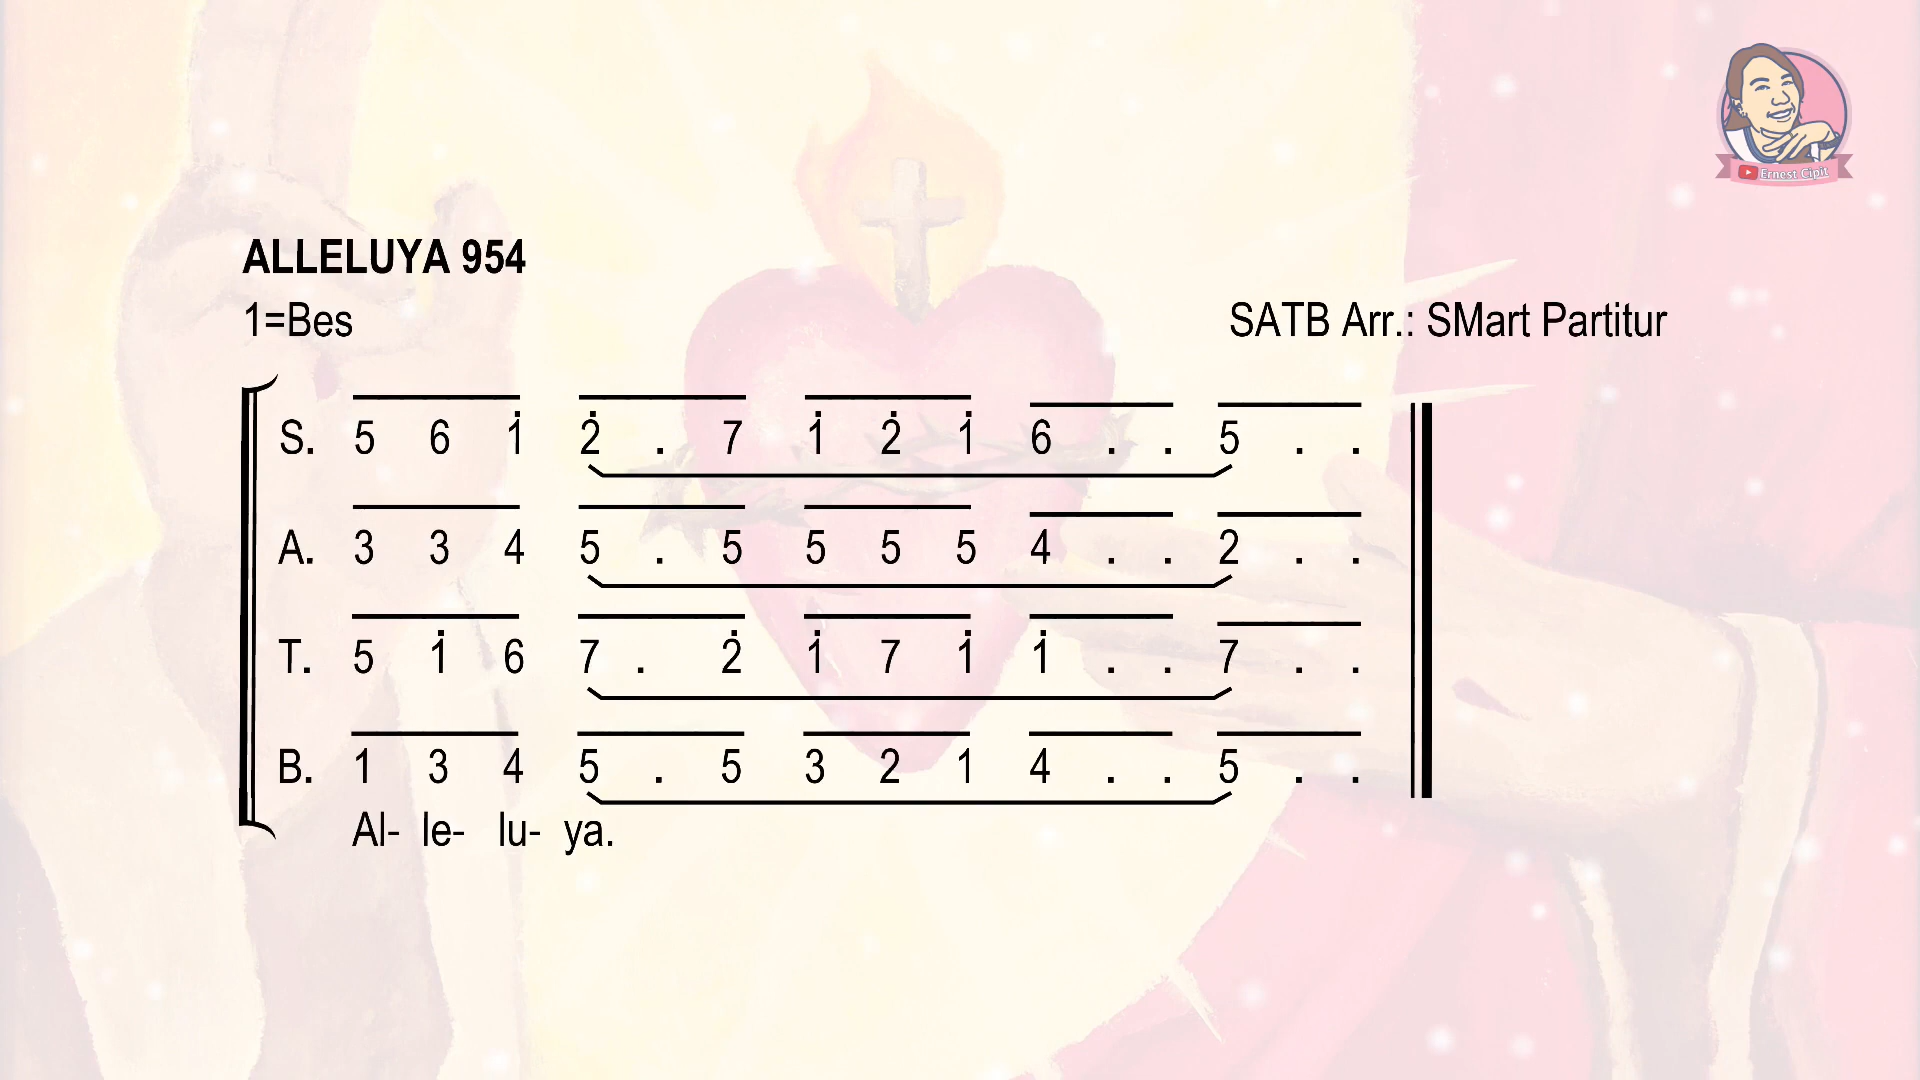 Ernest Cipit
ALLELUYA 954
1=Bes
SATB Arr.: SMart Partitur
S. 5 6 1̇ 2̇ . 7 1̇ 2̇ 1̇ 6 . . 5 . .
A. 3 3 4 5 . 5 5 5 5 4 . . 2 . .
T. 5 1̇ 6 7 . 2̇ 1̇ 7 1̇ 1̇ . . 7 . .
B. 1 3 4 5 . 5 3 2 1 4 . . 5 . .
Al- le- lu- ya.